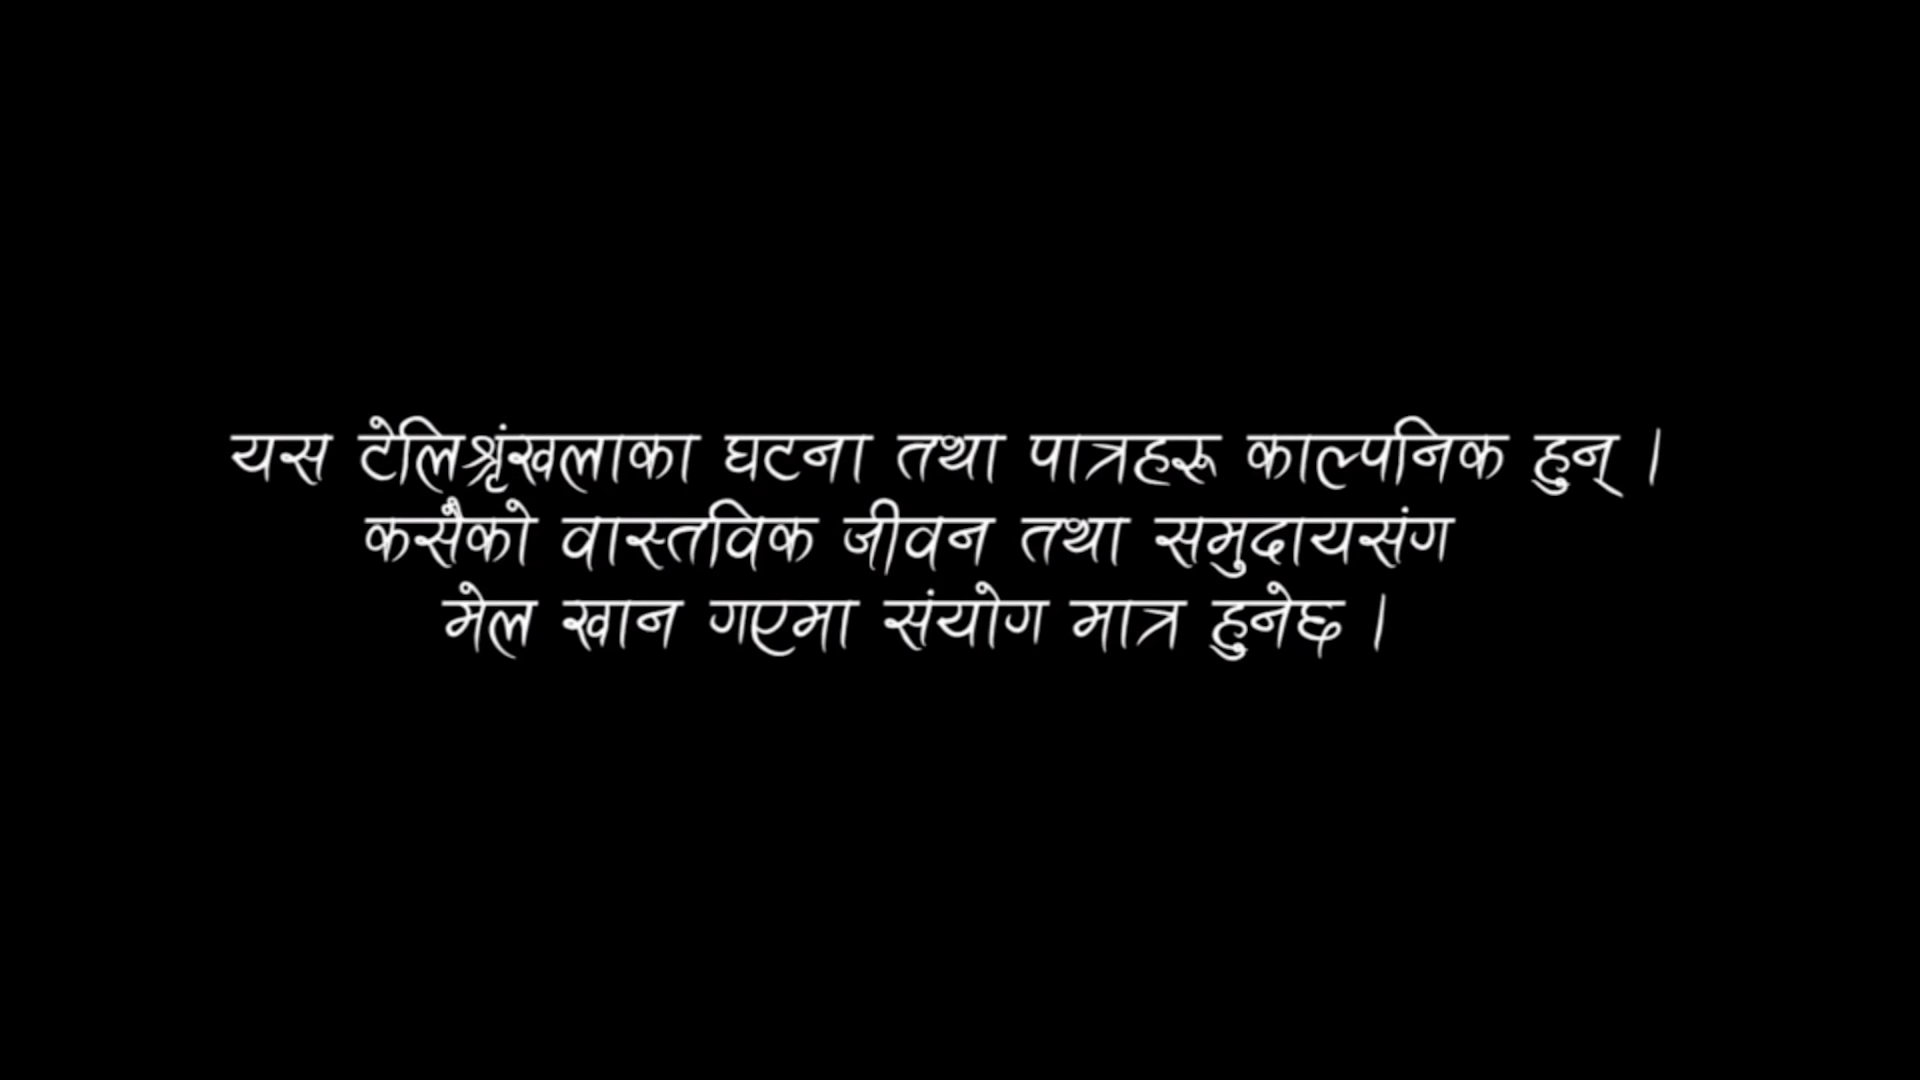 यस टेलिश्रृंखलाका घटना तथा पात्रहरू काल्पनिक हुन् ।
कसैको वास्तविक जीवन तथा समुदायसंग
मेल खान गएमा संयोग मात्र हुनेछ ।